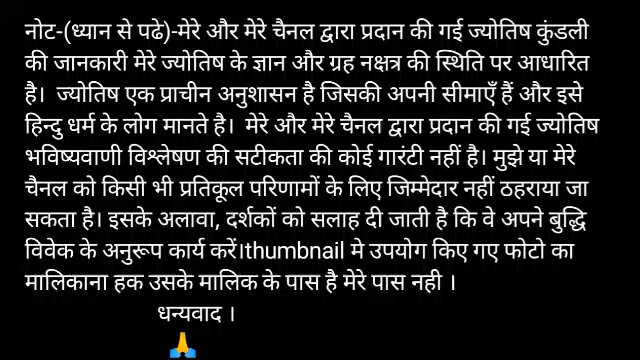 नोट-(ध्यान से पढे)-मेरे और मेरे चैनल द्वारा प्रदान की गई ज्योतिष कुंडली
की जानकारी मेरे ज्योतिष के ज्ञान और ग्रह नक्षत्र की स्थिति पर आधारित
है। ज्योतिष एक प्राचीन अनुशासन है जिसकी अपनी सीमाएँ हैं और इसे
हिन्दु धर्म के लोग मानते है। मेरे और मेरे चैनल द्वारा प्रदान की गई ज्योतिष
भविष्यवाणी विश्लेषण की सटीकता की कोई गारंटी नहीं है। मुझे या मेरे
चैनल को किसी भी प्रतिकूल परिणामों के लिए जिम्मेदार नहीं ठहराया जा
सकता है। इसके अलावा, दर्शकों को सलाह दी जाती है कि वे अपने बुद्धि
विवेक के अनुरूप कार्य करें।thumbnail मे उपयोग किए गए फोटो का
मालिकाना हक उसके मालिक के पास है मेरे पास नही ।
धन्यवाद ।
🙏